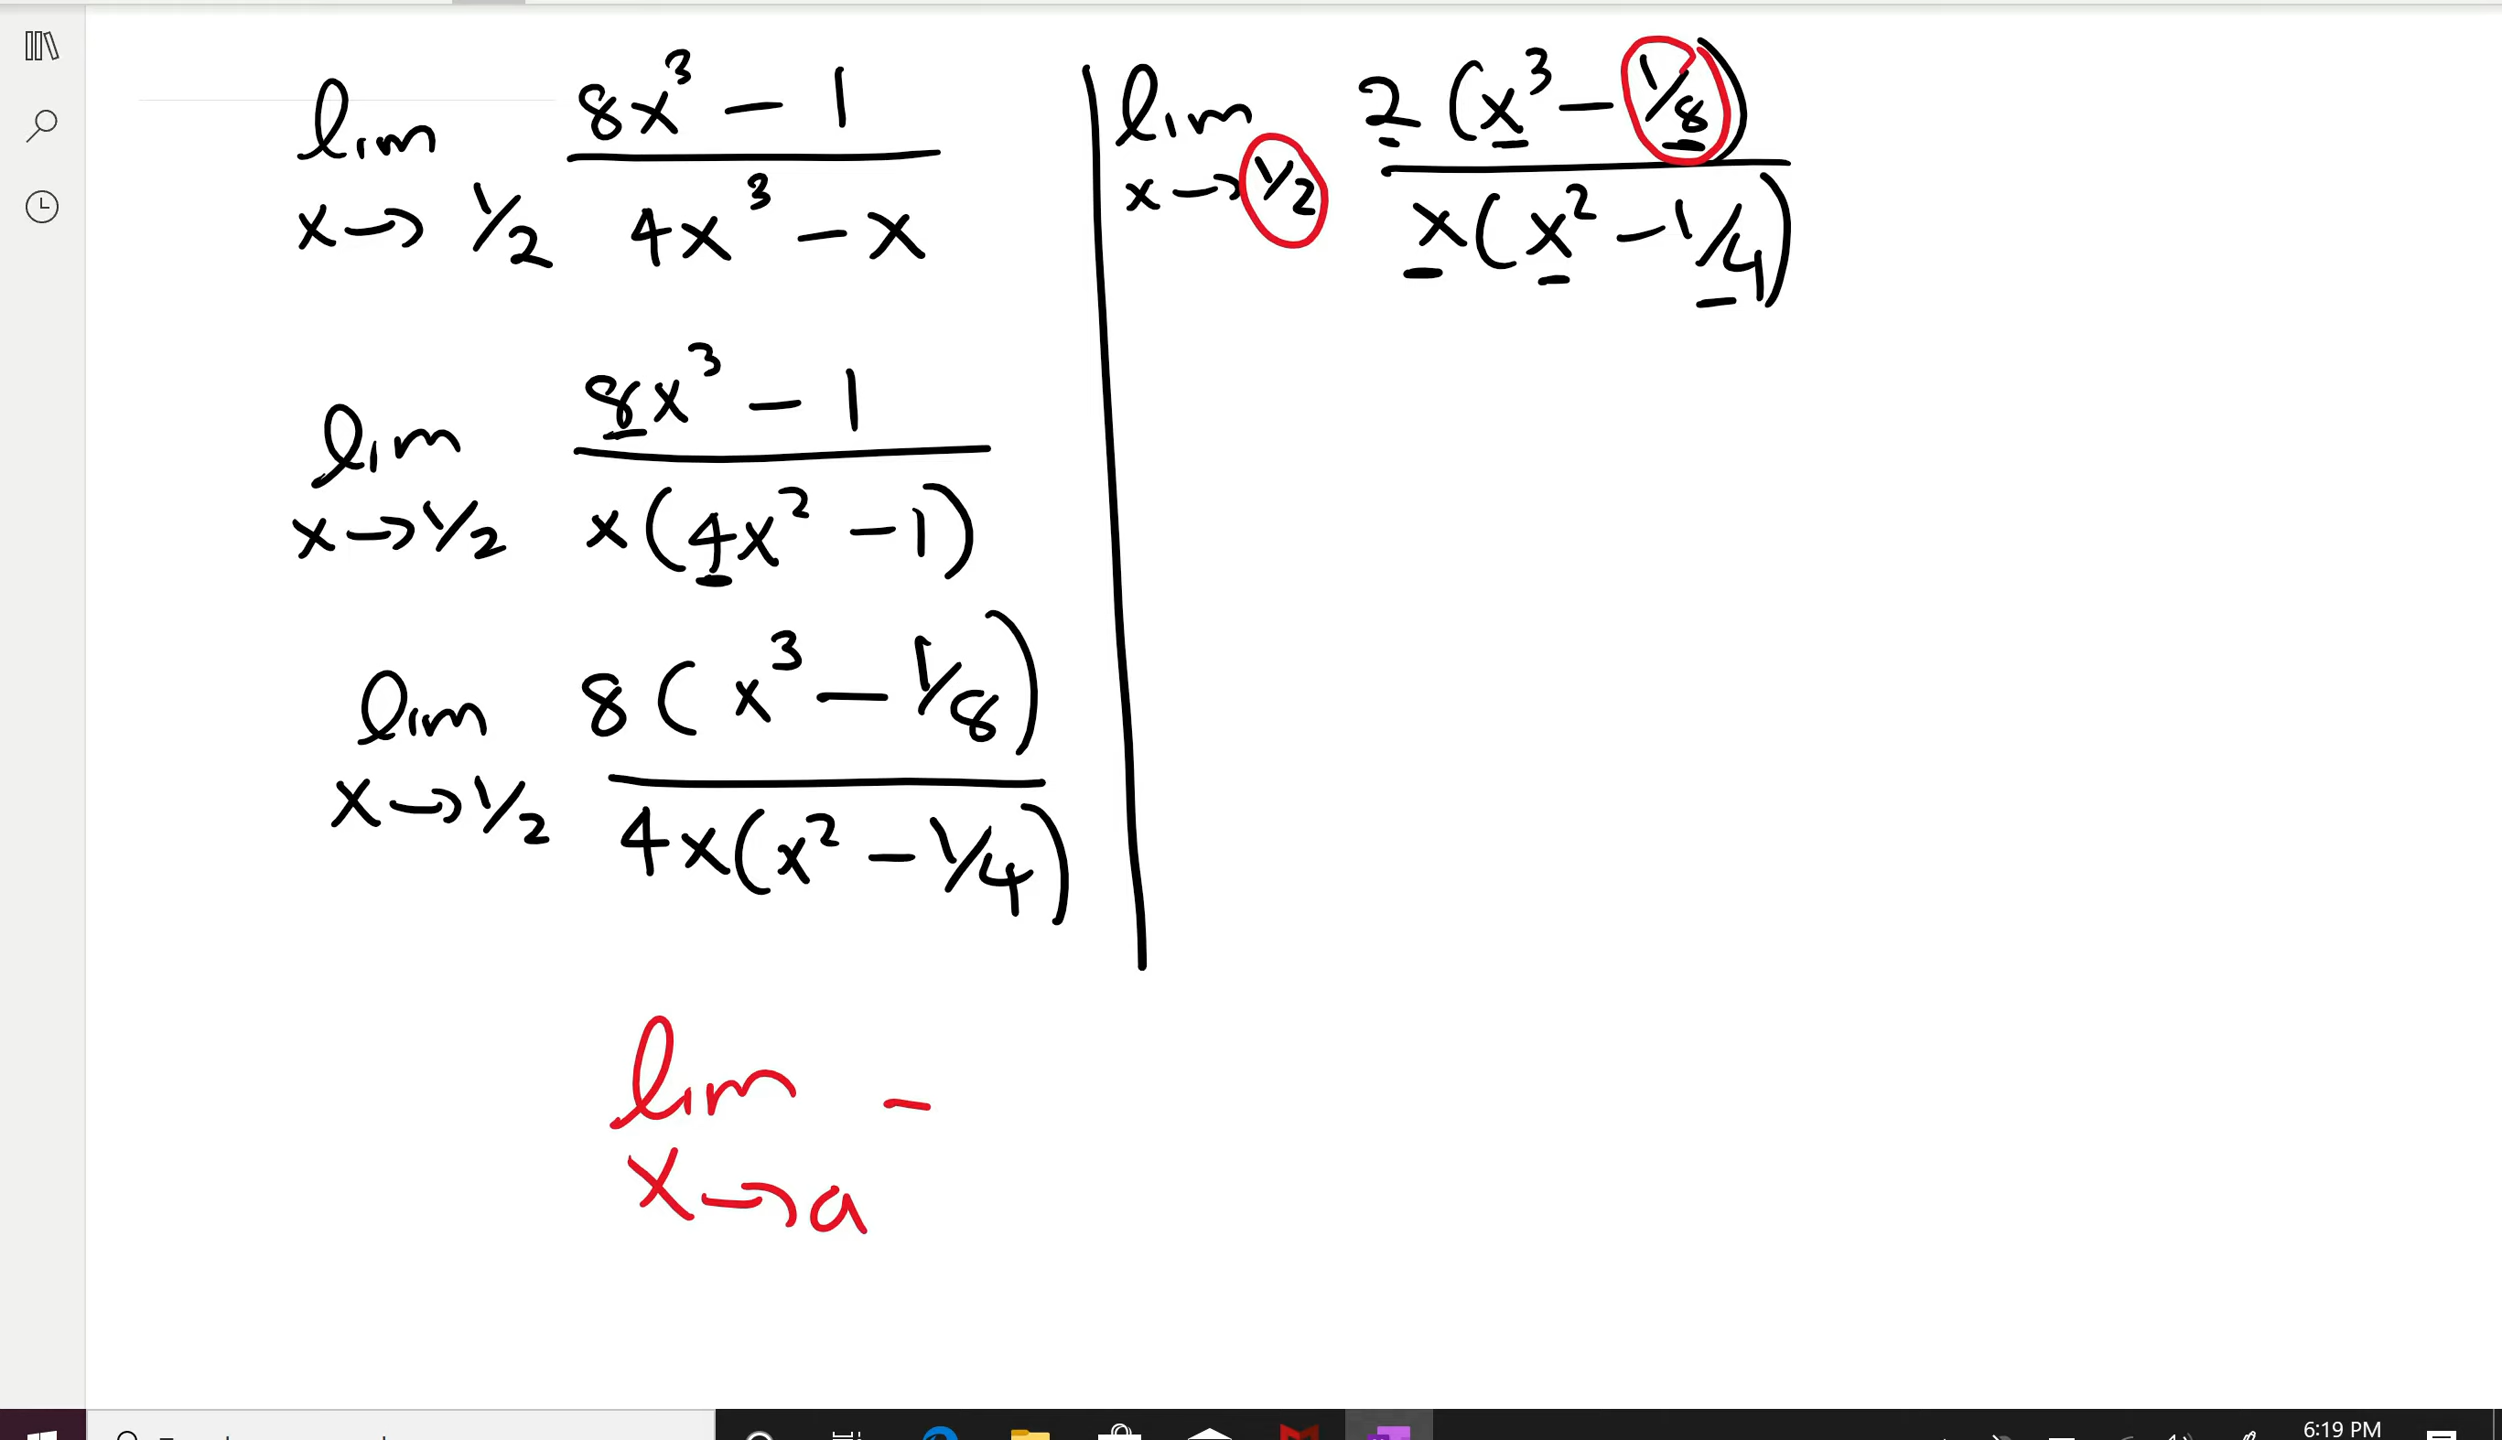 lim 8x³ – 1
x→ 1/2 4x³ – x
lim 8x³ – 1
x→1/2 x(4x² – 1)
lim 8(x³ – 1/8)
x→1/2 4x(x² – 1/4)
lim –
x→a
lim 2(x³ – 1/8)
x→1/2 x(x² – 1/4)
6:19 PM